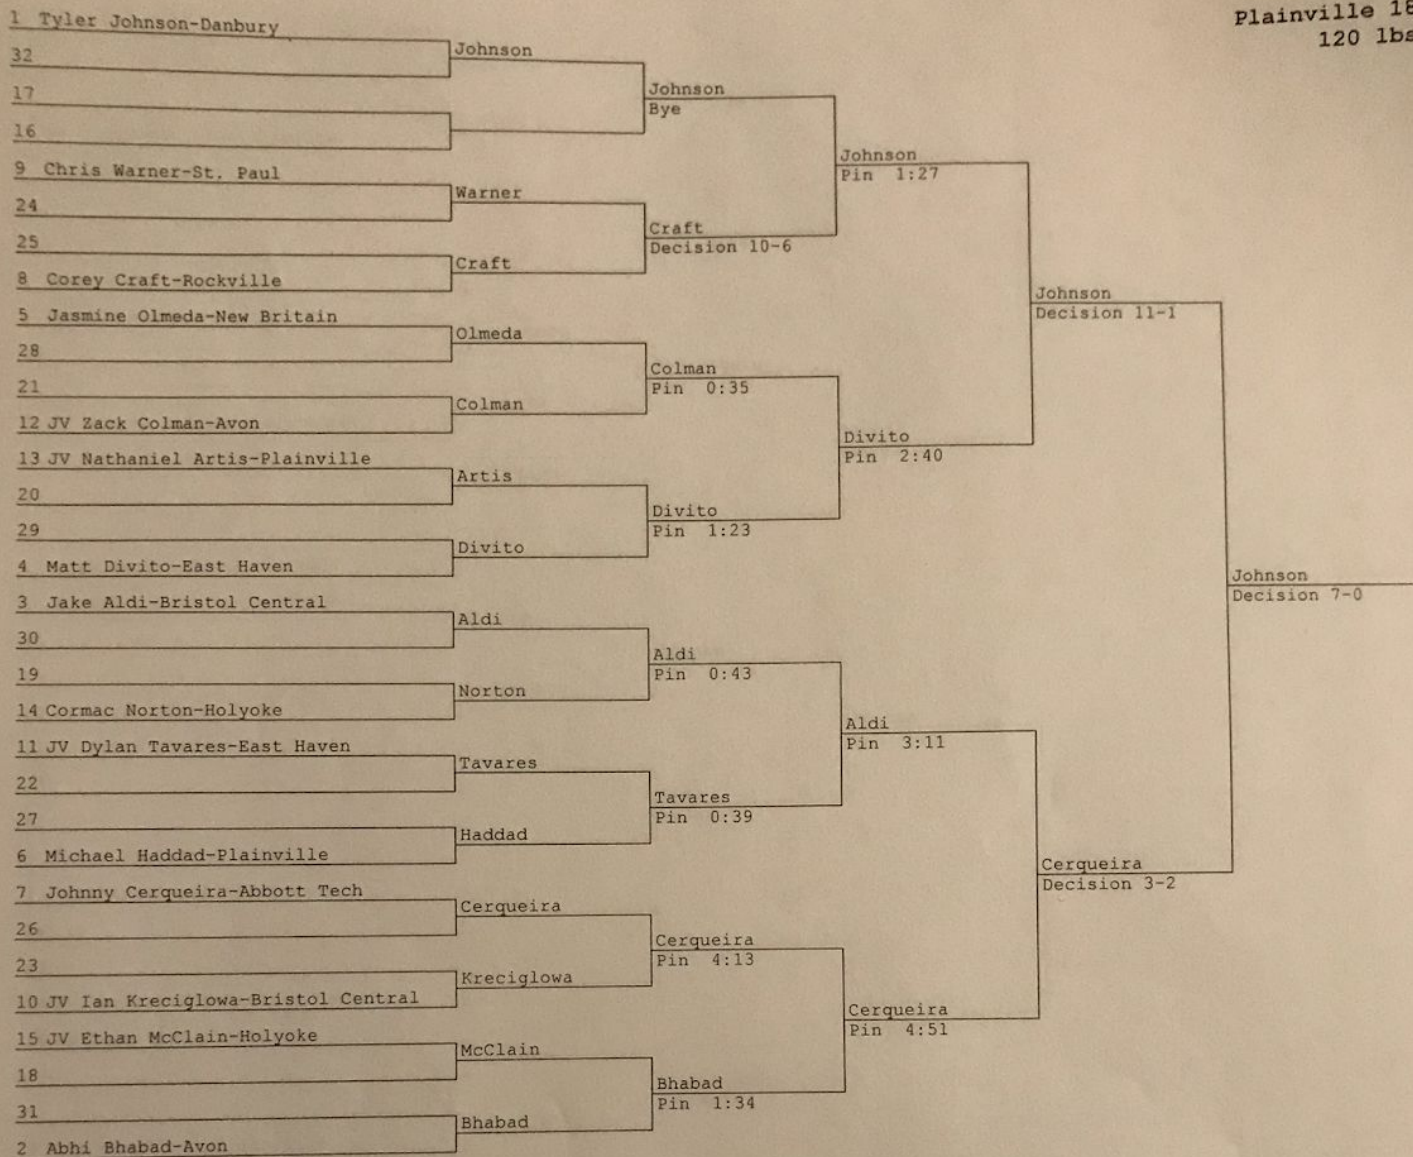 Plainville 18
120 lbs
1 Tyler Johnson-Danbury
32
17
16
9 Chris Warner-St. Paul
24
25
8 Corey Craft-Rockville
5 Jasmine Olmeda-New Britain
28
21
12 JV Zack Colman-Avon
13 JV Nathaniel Artis-Plainville
20
29
4 Matt Divito-East Haven
3 Jake Aldi-Bristol Central
30
19
14 Cormac Norton-Holyoke
11 JV Dylan Tavares-East Haven
22
27
6 Michael Haddad-Plainville
7 Johnny Cerqueira-Abbott Tech
26
23
10 JV Ian Kreciglowa-Bristol Central
15 JV Ethan McClain-Holyoke
18
31
2 Abhi Bhabad-Avon
Johnson
Warner
Craft
Olmeda
Colman
Artis
Divito
Aldi
Norton
Tavares
Haddad
Cerqueira
Kreciglowa
McClain
Bhabad
Johnson
Bye
Craft
Decision 10-6
Colman
Pin 0:35
Divito
Pin 1:23
Aldi
Pin 0:43
Tavares
Pin 0:39
Cerqueira
Pin 4:13
Bhabad
Pin 1:34
Johnson
Pin 1:27
Divito
Pin 2:40
Aldi
Pin 3:11
Cerqueira
Pin 4:51
Johnson
Decision 11-1
Cerqueira
Decision 3-2
Johnson
Decision 7-0